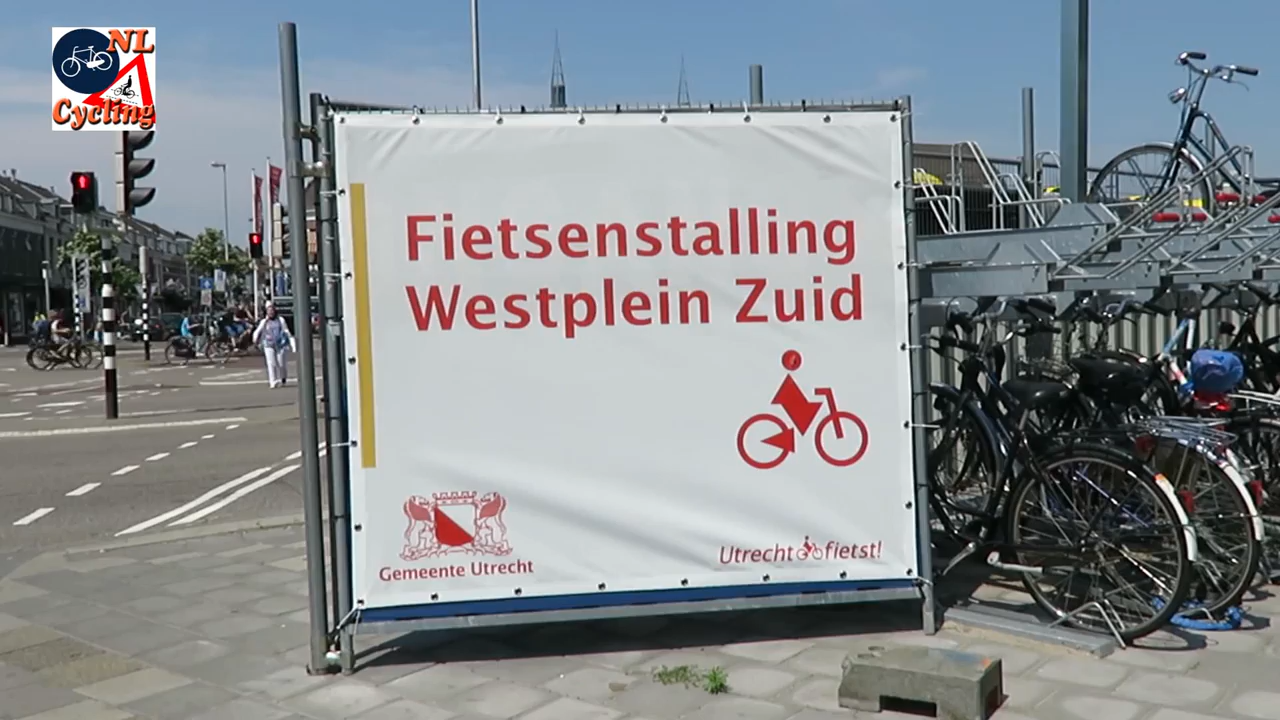 NL
Cycling
Fietsenstalling
Westplein Zuid
Gemeente Utrecht
Utrecht fietst!